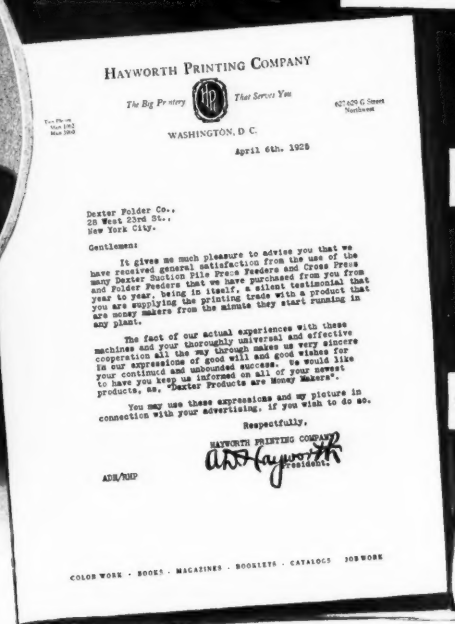 HAYWORTH PRINTING COMPANY
The Big Printery HP That Serves You
627-629 G Street
Northwest
WASHINGTON, D. C.
April 6th. 1925
Dexter Folder Co.,
28 West 23rd St.,
New York City.
Gentlemen:
It gives me much pleasure to advise you that we
have received general satisfaction from the use of the
many Dexter Suction Pile Press Feeders and Cross Press
and Folder Feeders that we have purchased from you from
year to year, being in itself, a silent testimonial that
you are supplying the printing trade with a product that
are money makers from the minute they start running in
any plant.
The fact of our actual experiences with these
machines and your thoroughly universal and effective
cooperation all the way through makes us very sincere
in our expressions of good will and good wishes for
your continued and unbounded success. We would like
to have you keep us informed on all of your newest
products, as, "Dexter Products are Money Makers".
You may use these expressions and my picture in
connection with your advertising, if you wish to do so.
Respectfully,
HAYWORTH PRINTING COMPANY
Hayworth
President.
ADH/RHP
COLOR WORK - BOOKS - MAGAZINES - BOOKLETS - CATALOGS JOB WORK